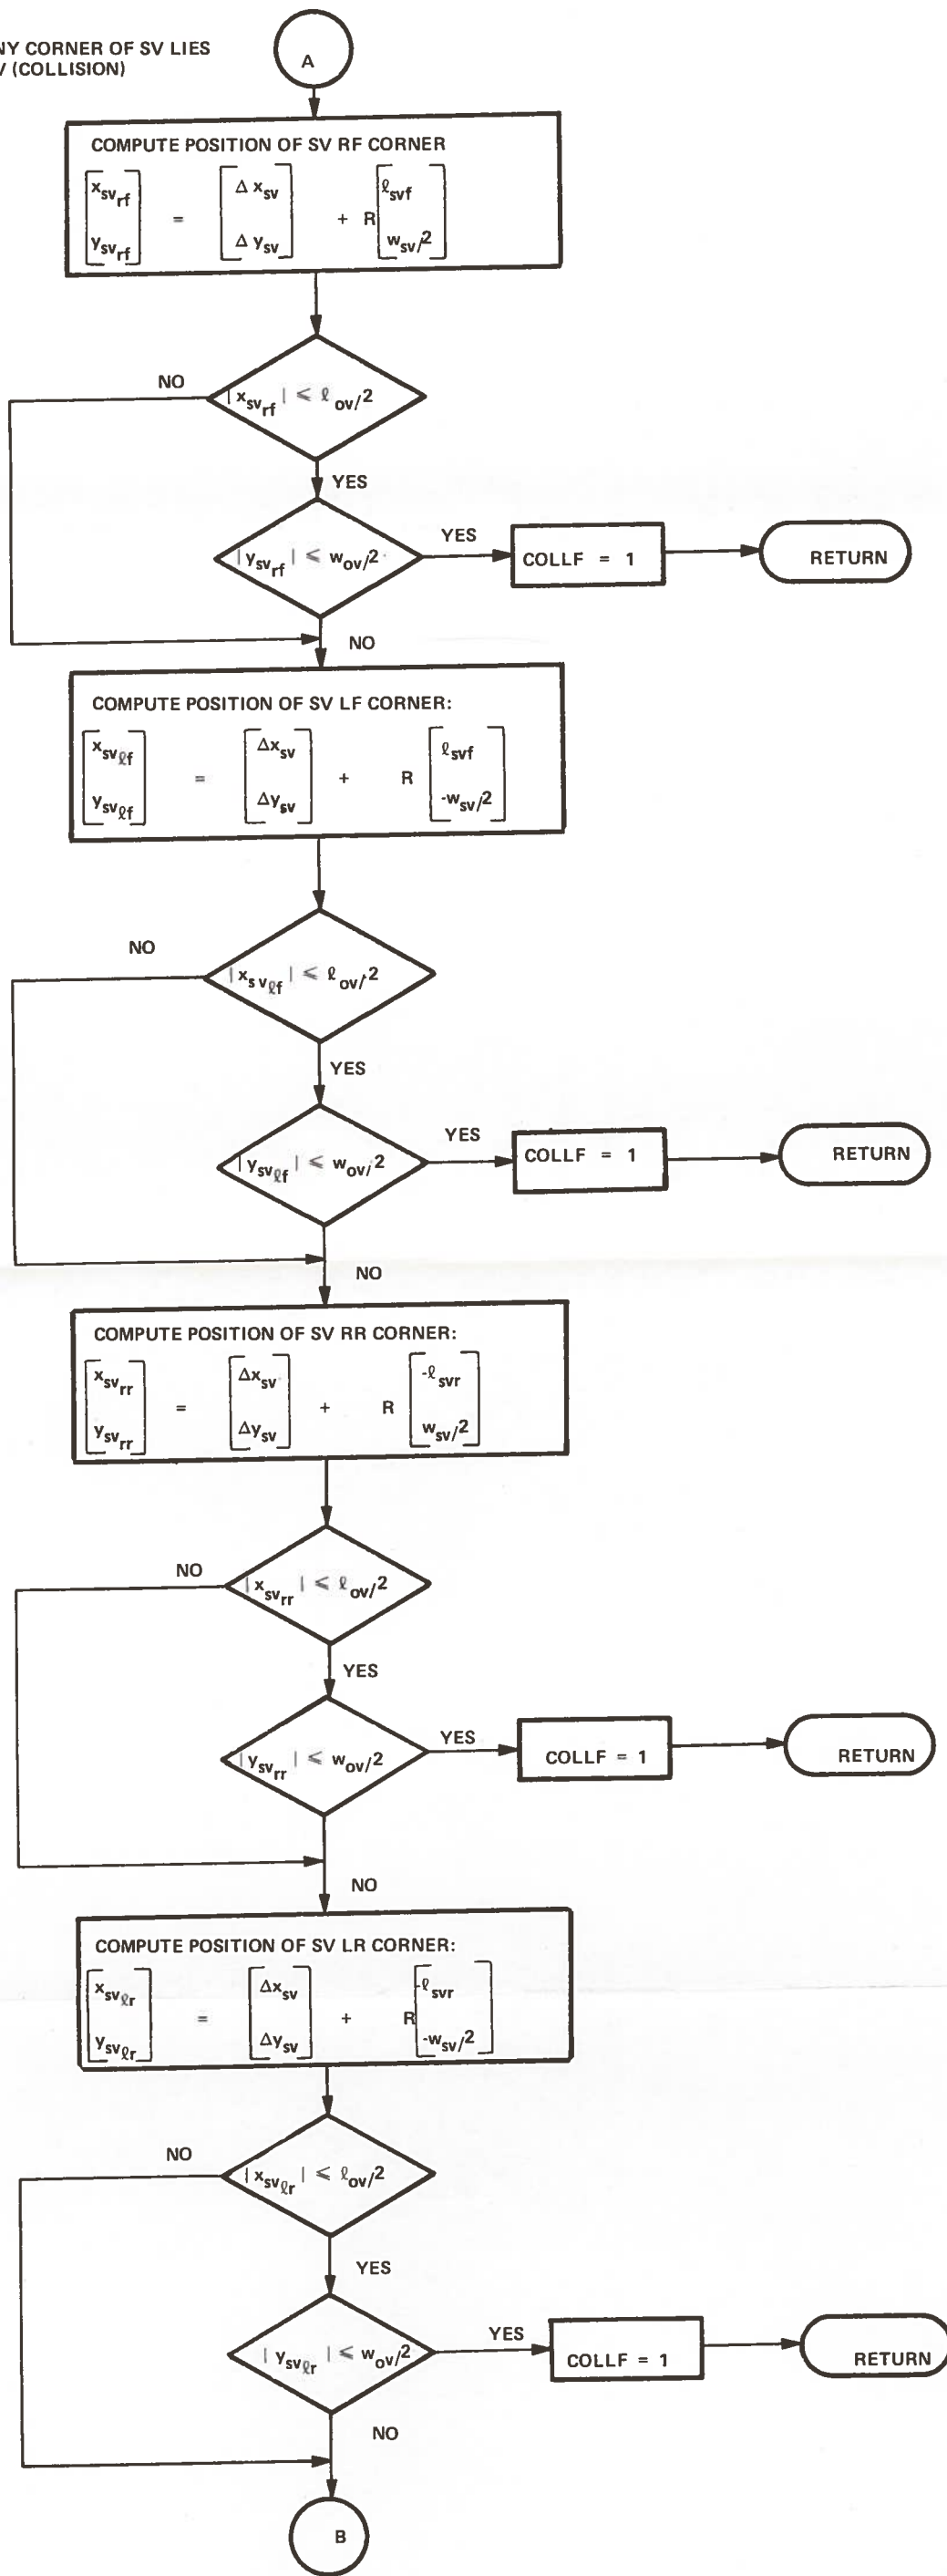 NY CORNER OF SV LIES
V (COLLISION)
A
COMPUTE POSITION OF SV RF CORNER
[x_sv_rf] = [Δ x_sv] + R [ℓ_svf]
[y_sv_rf] [Δ y_sv] [w_sv/2]
NO
| x_sv_rf | ≤ ℓ_ov/2
YES
| y_sv_rf | ≤ w_ov/2
YES
COLLF = 1
RETURN
NO
COMPUTE POSITION OF SV LF CORNER:
[x_sv_ℓf] = [Δx_sv] + R [ℓ_svf]
[y_sv_ℓf] [Δy_sv] [-w_sv/2]
NO
| x_sv_ℓf | ≤ ℓ_ov/2
YES
| y_sv_ℓf | ≤ w_ov/2
YES
COLLF = 1
RETURN
NO
COMPUTE POSITION OF SV RR CORNER:
[x_sv_rr] = [Δx_sv] + R [-ℓ_svr]
[y_sv_rr] [Δy_sv] [w_sv/2]
NO
| x_sv_rr | ≤ ℓ_ov/2
YES
| y_sv_rr | ≤ w_ov/2
YES
COLLF = 1
RETURN
NO
COMPUTE POSITION OF SV LR CORNER:
[x_sv_ℓr] = [Δx_sv] + R [-ℓ_svr]
[y_sv_ℓr] [Δy_sv] [-w_sv/2]
NO
| x_sv_ℓr | ≤ ℓ_ov/2
YES
| y_sv_ℓr | ≤ w_ov/2
YES
COLLF = 1
RETURN
NO
B